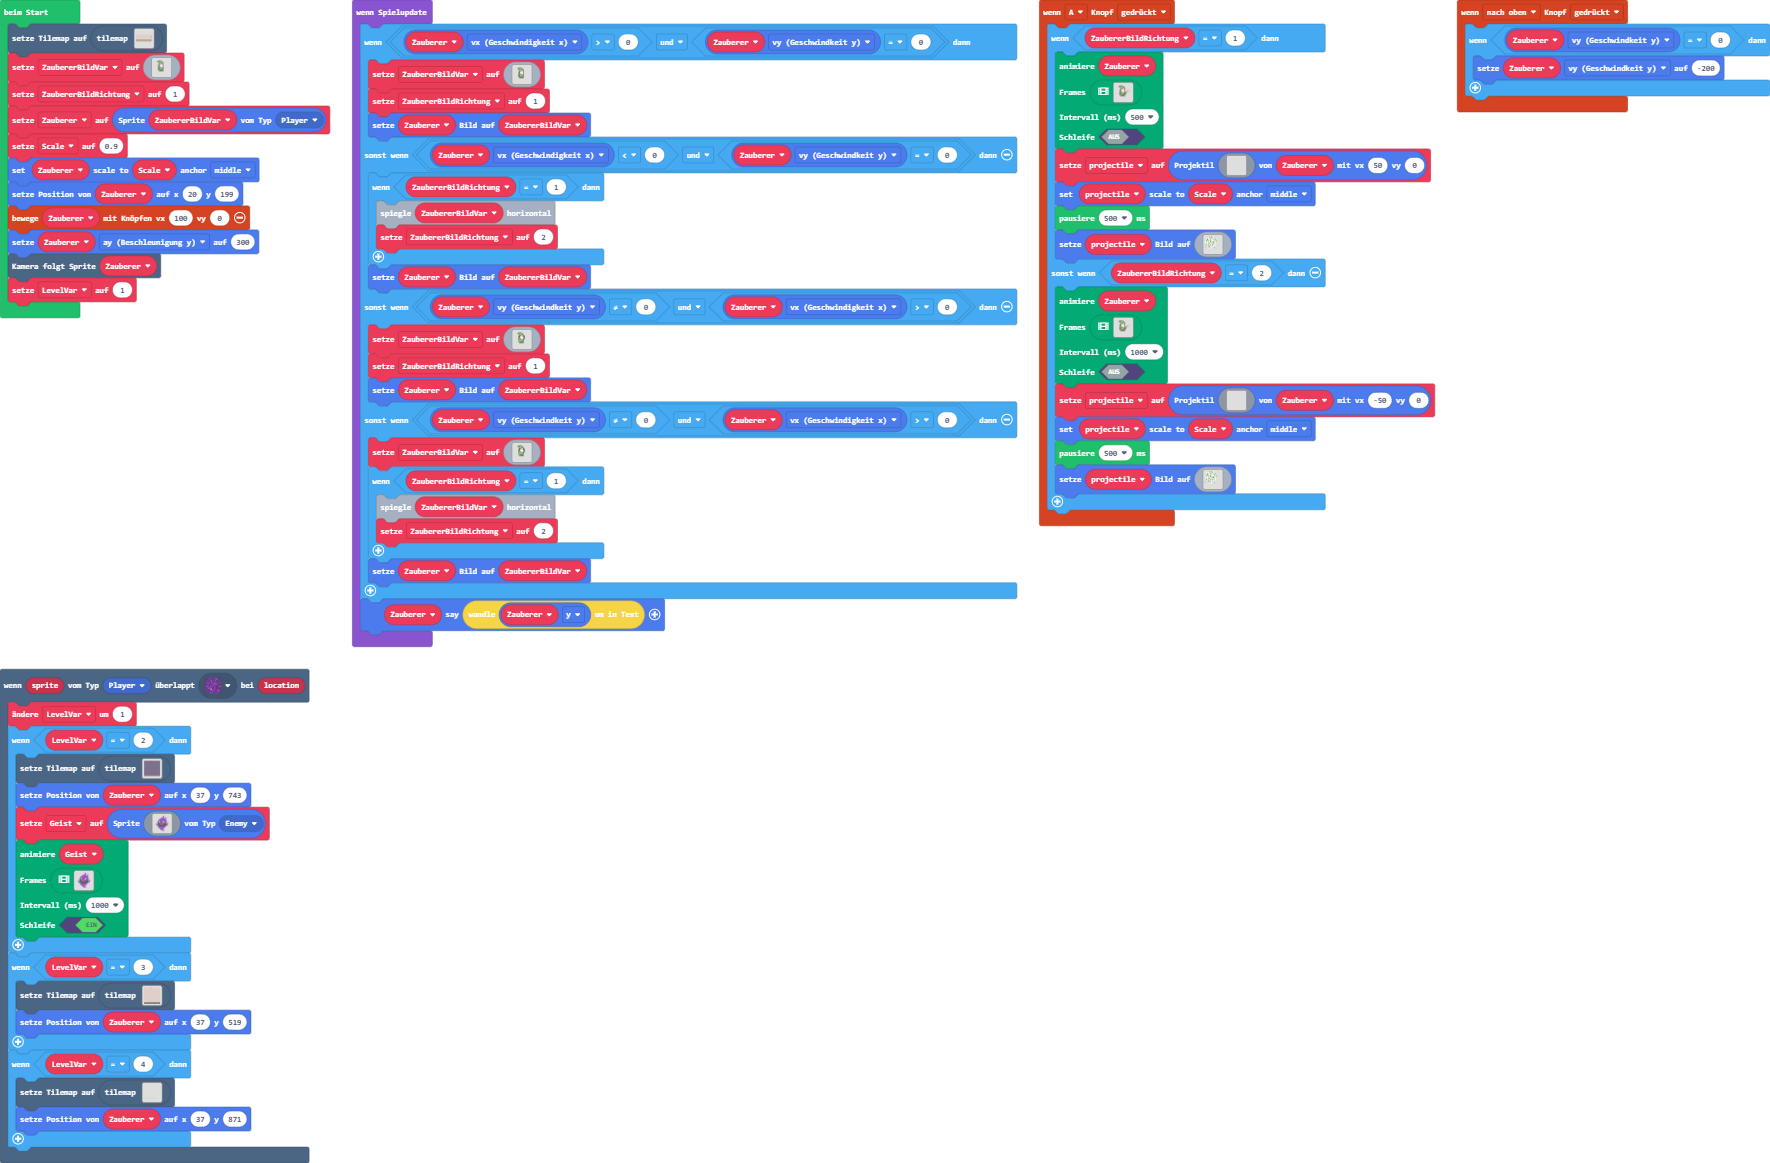 beim Start
setze Tilemap auf tilemap
setze ZaubererBildVar auf
setze ZaubererBildRichtung auf 1
setze Zauberer auf Sprite ZaubererBildVar vom Typ Player
setze Scale auf 0.9
set Zauberer scale to Scale anchor middle
setze Position von Zauberer auf x 20 y 199
bewege Zauberer mit Knöpfen vx 100 vy 0
setze Zauberer ay (Beschleunigung y) auf 300
Kamera folgt Sprite Zauberer
setze LevelVar auf 1
wenn Spielupdate
wenn Zauberer vx (Geschwindigkeit x) > 0 und Zauberer vy (Geschwindkeit y) = 0 dann
setze ZaubererBildVar auf
setze ZaubererBildRichtung auf 1
setze Zauberer Bild auf ZaubererBildVar
sonst wenn Zauberer vx (Geschwindigkeit x) < 0 und Zauberer vy (Geschwindkeit y) = 0 dann
wenn ZaubererBildRichtung = 1 dann
spiegle ZaubererBildVar horizontal
setze ZaubererBildRichtung auf 2
setze Zauberer Bild auf ZaubererBildVar
sonst wenn Zauberer vy (Geschwindkeit y) ≠ 0 und Zauberer vx (Geschwindigkeit x) > 0 dann
setze ZaubererBildVar auf
setze ZaubererBildRichtung auf 1
setze Zauberer Bild auf ZaubererBildVar
sonst wenn Zauberer vy (Geschwindkeit y) ≠ 0 und Zauberer vx (Geschwindigkeit x) > 0 dann
setze ZaubererBildVar auf
wenn ZaubererBildRichtung = 1 dann
spiegle ZaubererBildVar horizontal
setze ZaubererBildRichtung auf 2
setze Zauberer Bild auf ZaubererBildVar
Zauberer say wandle Zauberer y um in Text
wenn A Knopf gedrückt
wenn ZaubererBildRichtung = 1 dann
animiere Zauberer
Frames
Intervall (ms) 500
Schleife AUS
setze projectile auf Projektil von Zauberer mit vx 50 vy 0
set projectile scale to Scale anchor middle
pausiere 500 ms
setze projectile Bild auf
sonst wenn ZaubererBildRichtung = 2 dann
animiere Zauberer
Frames
Intervall (ms) 1000
Schleife AUS
setze projectile auf Projektil von Zauberer mit vx -50 vy 0
set projectile scale to Scale anchor middle
pausiere 500 ms
setze projectile Bild auf
wenn nach oben Knopf gedrückt
wenn Zauberer vy (Geschwindkeit y) = 0 dann
setze Zauberer vy (Geschwindkeit y) auf -200
wenn sprite vom Typ Player überlappt bei location
ändere LevelVar um 1
wenn LevelVar = 2 dann
setze Tilemap auf tilemap
setze Position von Zauberer auf x 37 y 743
setze Geist auf Sprite vom Typ Enemy
animiere Geist
Frames
Intervall (ms) 1000
Schleife EIN
wenn LevelVar = 3 dann
setze Tilemap auf tilemap
setze Position von Zauberer auf x 37 y 519
wenn LevelVar = 4 dann
setze Tilemap auf tilemap
setze Position von Zauberer auf x 37 y 871